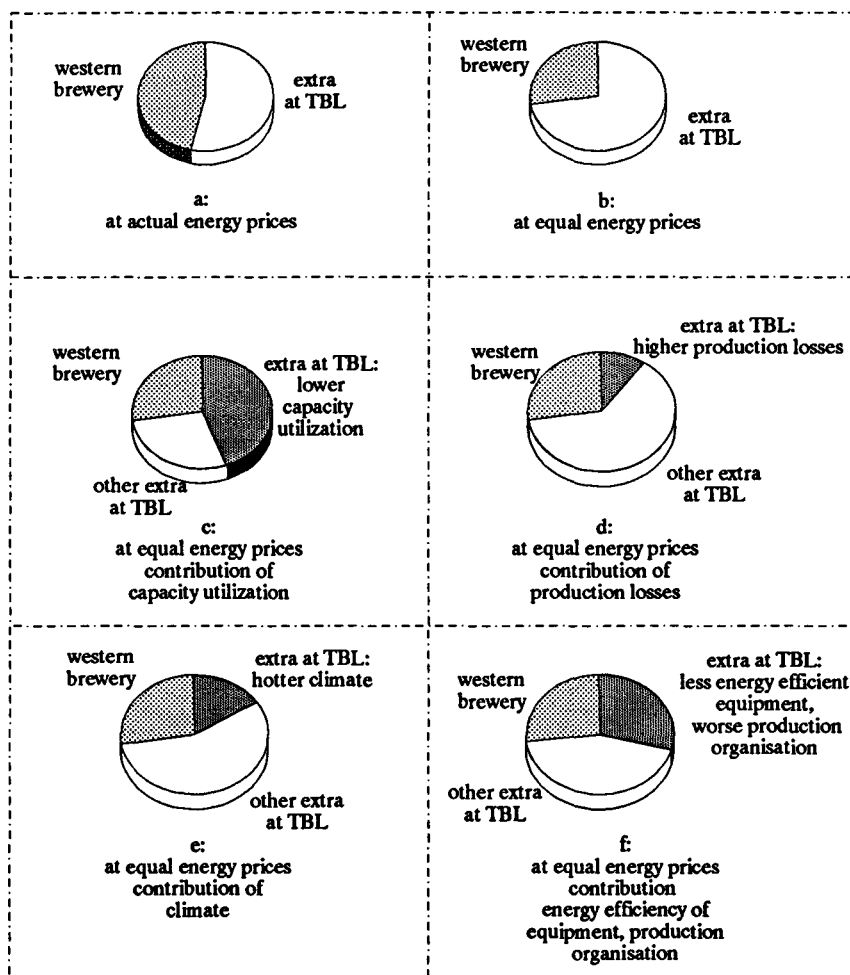 western
brewery
extra
at TBL
a:
at actual energy prices
western
brewery
extra
at TBL
b:
at equal energy prices
western
brewery
extra at TBL:
lower
capacity
utilization
other extra
at TBL
c:
at equal energy prices
contribution of
capacity utilization
western
brewery
extra at TBL:
higher production losses
other extra
at TBL
d:
at equal energy prices
contribution of
production losses
western
brewery
extra at TBL:
hotter climate
other extra
at TBL
e:
at equal energy prices
contribution of
climate
western
brewery
extra at TBL:
less energy efficient
equipment,
worse production
organisation
other extra
at TBL
f:
at equal energy prices
contribution
energy efficiency of
equipment, production
organisation